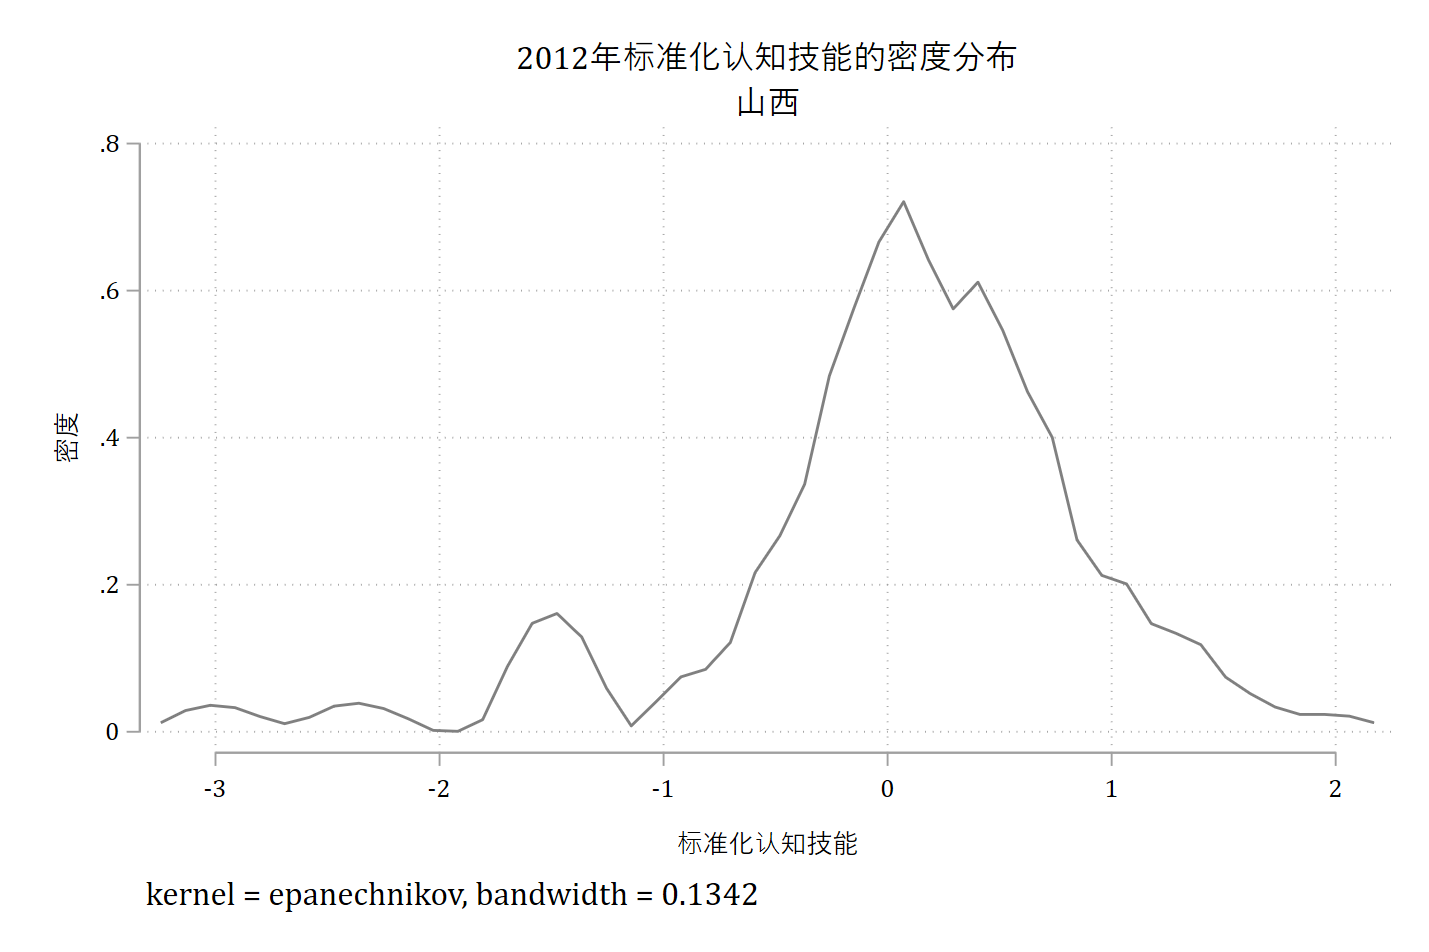 2012年标准化认知技能的密度分布
山西
.8
.6
.4
.2
0
密度
-3 -2 -1 0 1 2
标准化认知技能
kernel = epanechnikov, bandwidth = 0.1342